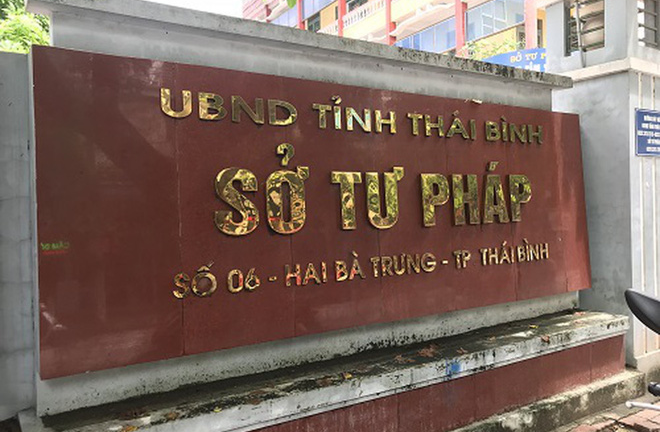 UBND TỈNH THÁI BÌNH
SỞ TƯ PHÁP
SỐ 06 - HAI BÀ TRƯNG - TP THÁI BÌNH